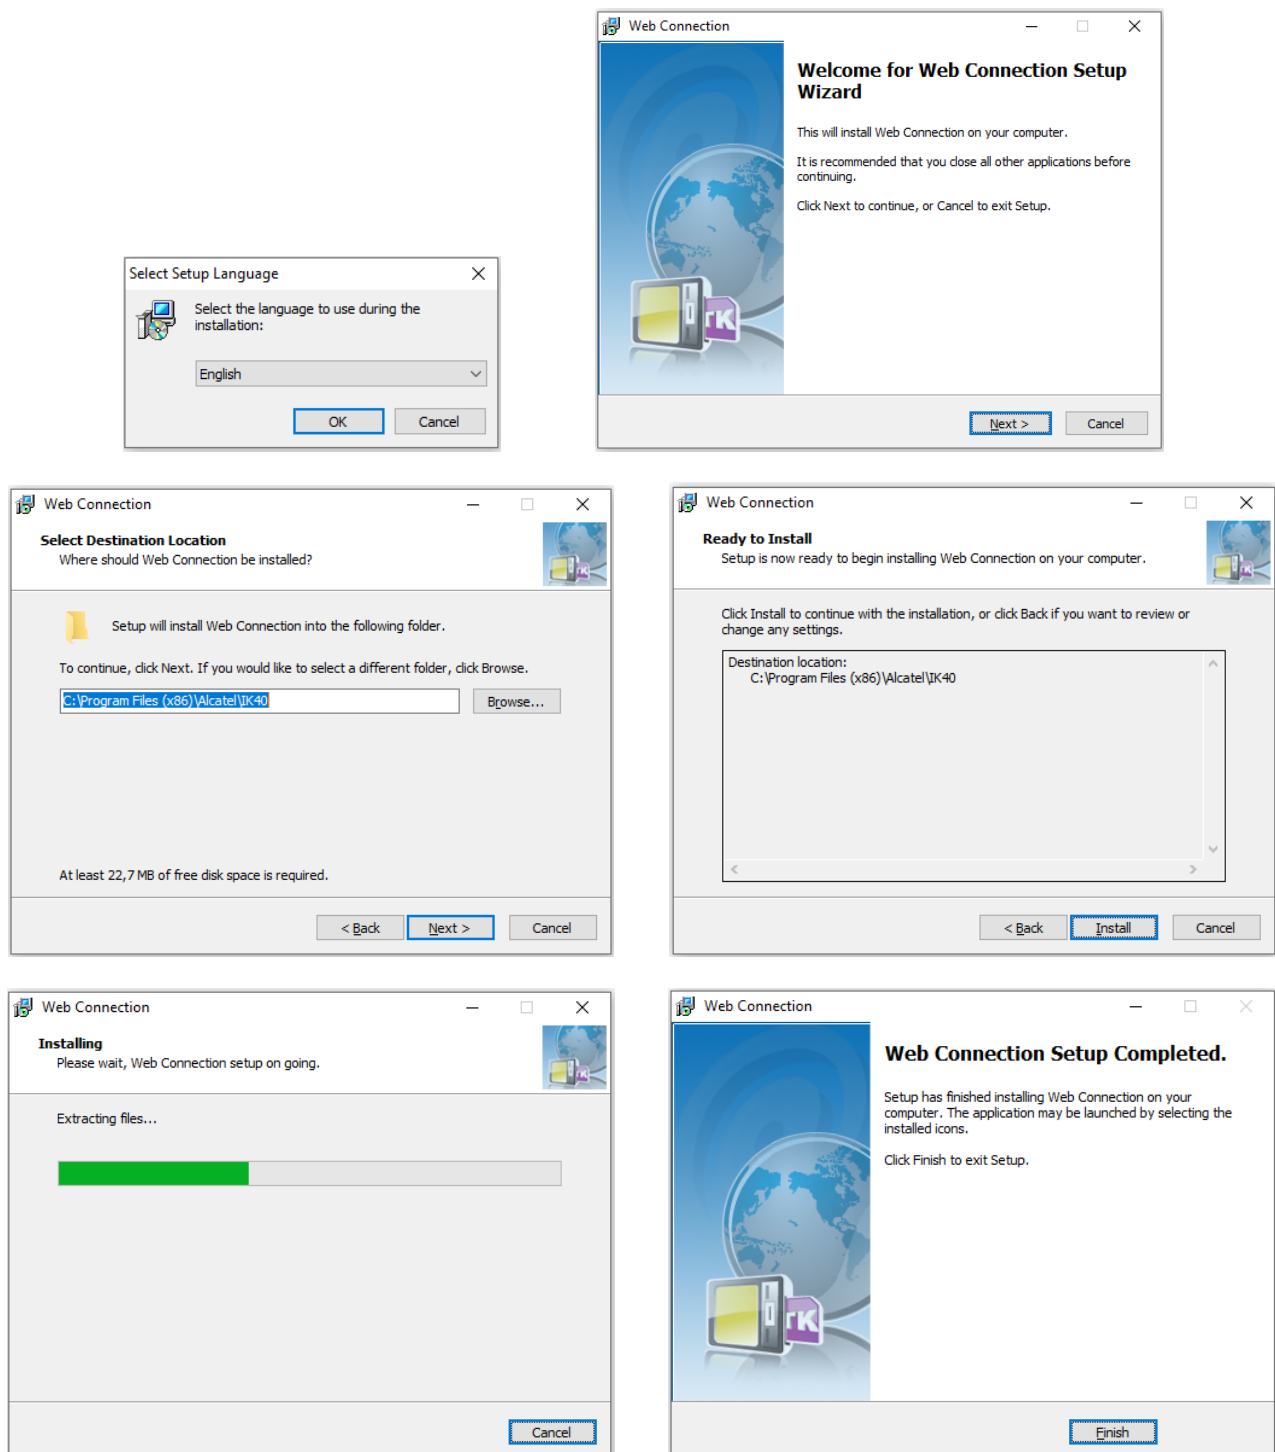 Select Setup Language
Select the language to use during the
installation:
English
OK
Cancel
Web Connection
Welcome for Web Connection Setup
Wizard
This will install Web Connection on your computer.
It is recommended that you close all other applications before
continuing.
Click Next to continue, or Cancel to exit Setup.
TK
Next >
Cancel
Web Connection
Select Destination Location
Where should Web Connection be installed?
Setup will install Web Connection into the following folder.
To continue, click Next. If you would like to select a different folder, click Browse.
C:\Program Files (x86)\Alcatel\IK40
Browse...
At least 22,7 MB of free disk space is required.
< Back
Next >
Cancel
Web Connection
Ready to Install
Setup is now ready to begin installing Web Connection on your computer.
Click Install to continue with the installation, or click Back if you want to review or
change any settings.
Destination location:
C:\Program Files (x86)\Alcatel\IK40
< Back
Install
Cancel
Web Connection
Installing
Please wait, Web Connection setup on going.
Extracting files...
Cancel
Web Connection
Web Connection Setup Completed.
Setup has finished installing Web Connection on your
computer. The application may be launched by selecting the
installed icons.
Click Finish to exit Setup.
TK
Finish